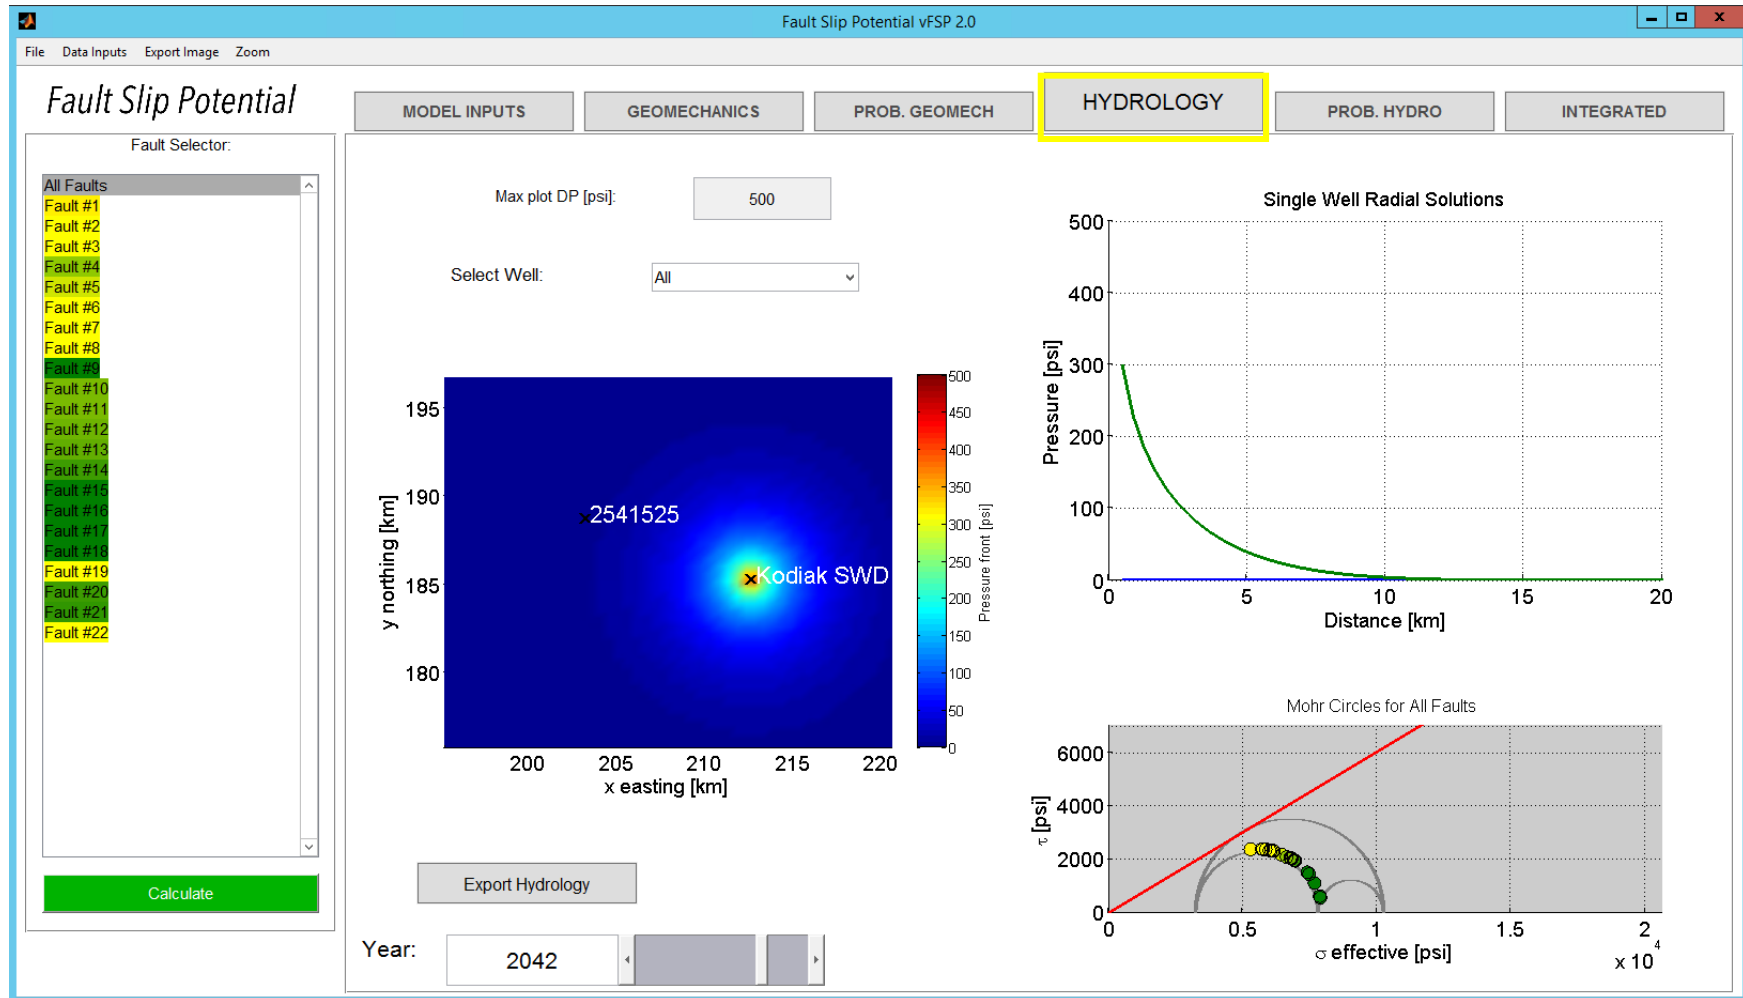 Fault Slip Potential vFSP 2.0
File Data Inputs Export Image Zoom
Fault Slip Potential
MODEL INPUTS
GEOMECHANICS
PROB. GEOMECH
HYDROLOGY
PROB. HYDRO
INTEGRATED
Fault Selector:
All Faults
Fault #1
Fault #2
Fault #3
Fault #4
Fault #5
Fault #6
Fault #7
Fault #8
Fault #9
Fault #10
Fault #11
Fault #12
Fault #13
Fault #14
Fault #15
Fault #16
Fault #17
Fault #18
Fault #19
Fault #20
Fault #21
Fault #22
Calculate
Max plot DP [psi]:
500
Select Well:
All
195
190
185
180
y northing [km]
2541525
Kodiak SWD
200 205 210 215 220
x easting [km]
500
450
400
350
300
250
200
150
100
50
0
Pressure front [psi]
Export Hydrology
Year:
2042
Single Well Radial Solutions
500
400
300
200
100
0
Pressure [psi]
0 5 10 15 20
Distance [km]
Mohr Circles for All Faults
6000
4000
2000
0
τ [psi]
0 0.5 1 1.5 2
σ effective [psi]
x 10⁴